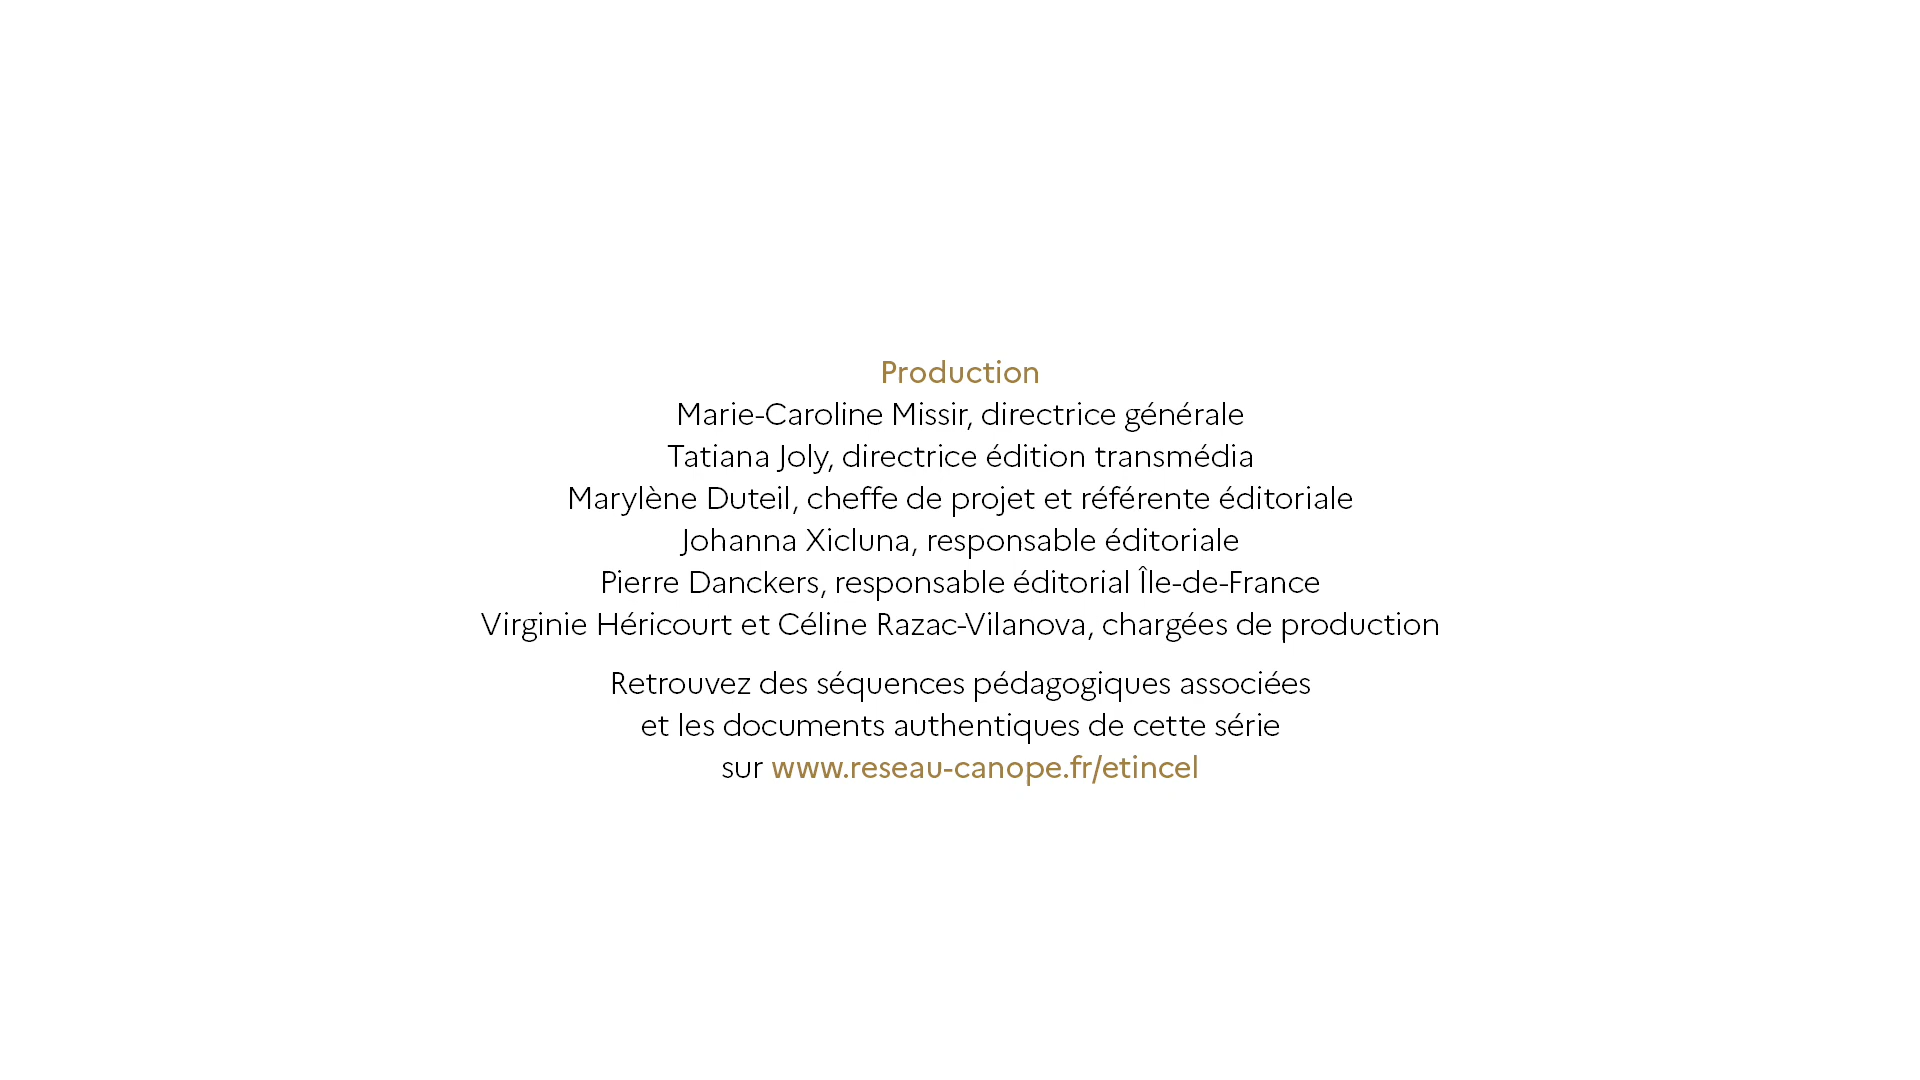 Production
Marie-Caroline Missir, directrice générale
Tatiana Joly, directrice édition transmédia
Marylène Duteil, cheffe de projet et référente éditoriale
Johanna Xicluna, responsable éditoriale
Pierre Danckers, responsable éditorial Île-de-France
Virginie Héricourt et Céline Razac-Vilanova, chargées de production
Retrouvez des séquences pédagogiques associées
et les documents authentiques de cette série
sur www.reseau-canope.fr/etincel